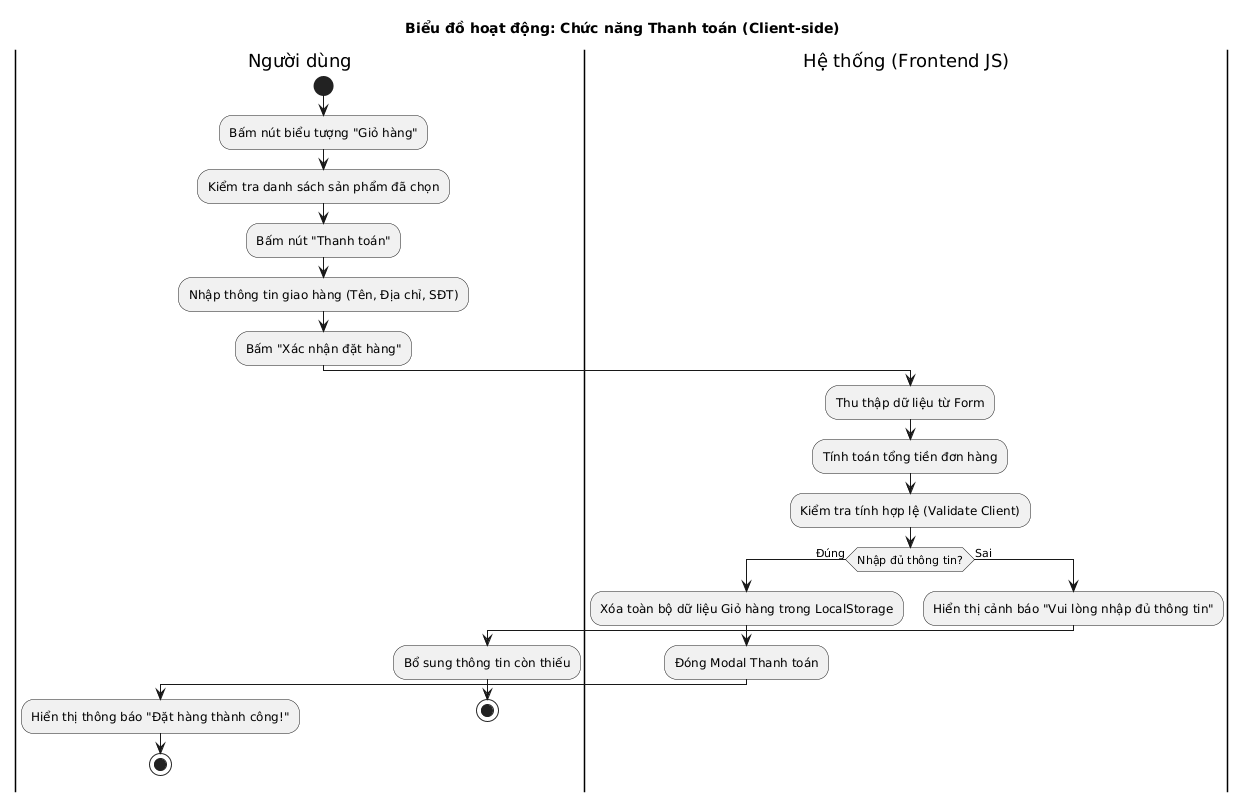 Biểu đồ hoạt động: Chức năng Thanh toán (Client-side)
Người dùng
Hệ thống (Frontend JS)
Bấm nút biểu tượng "Giỏ hàng"
Kiểm tra danh sách sản phẩm đã chọn
Bấm nút "Thanh toán"
Nhập thông tin giao hàng (Tên, Địa chỉ, SĐT)
Bấm "Xác nhận đặt hàng"
Thu thập dữ liệu từ Form
Tính toán tổng tiền đơn hàng
Kiểm tra tính hợp lệ (Validate Client)
Đúng
Nhập đủ thông tin?
Sai
Xóa toàn bộ dữ liệu Giỏ hàng trong LocalStorage
Hiển thị cảnh báo "Vui lòng nhập đủ thông tin"
Bổ sung thông tin còn thiếu
Đóng Modal Thanh toán
Hiển thị thông báo "Đặt hàng thành công!"